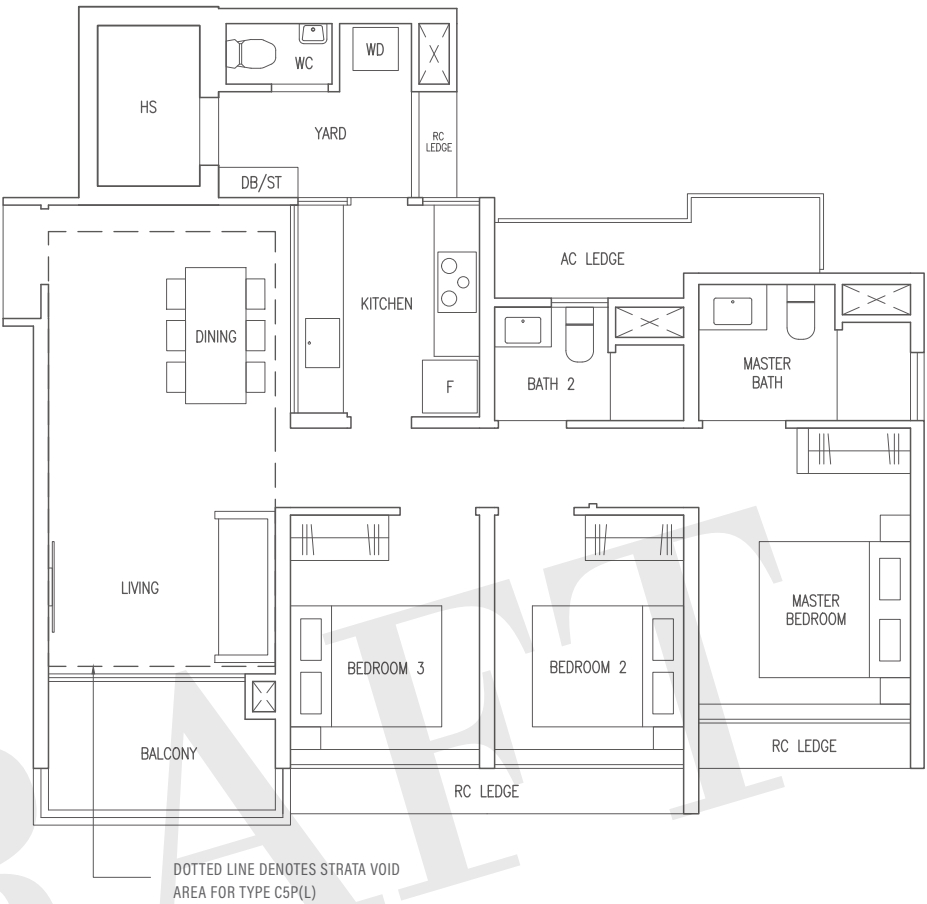 WC
WD
HS
YARD
RC
LEDGE
DB/ST
AC LEDGE
KITCHEN
DINING
F
BATH 2
MASTER
BATH
LIVING
MASTER
BEDROOM
BEDROOM 3
BEDROOM 2
BALCONY
RC LEDGE
RC LEDGE
DOTTED LINE DENOTES STRATA VOID
AREA FOR TYPE C5P(L)
RAFT